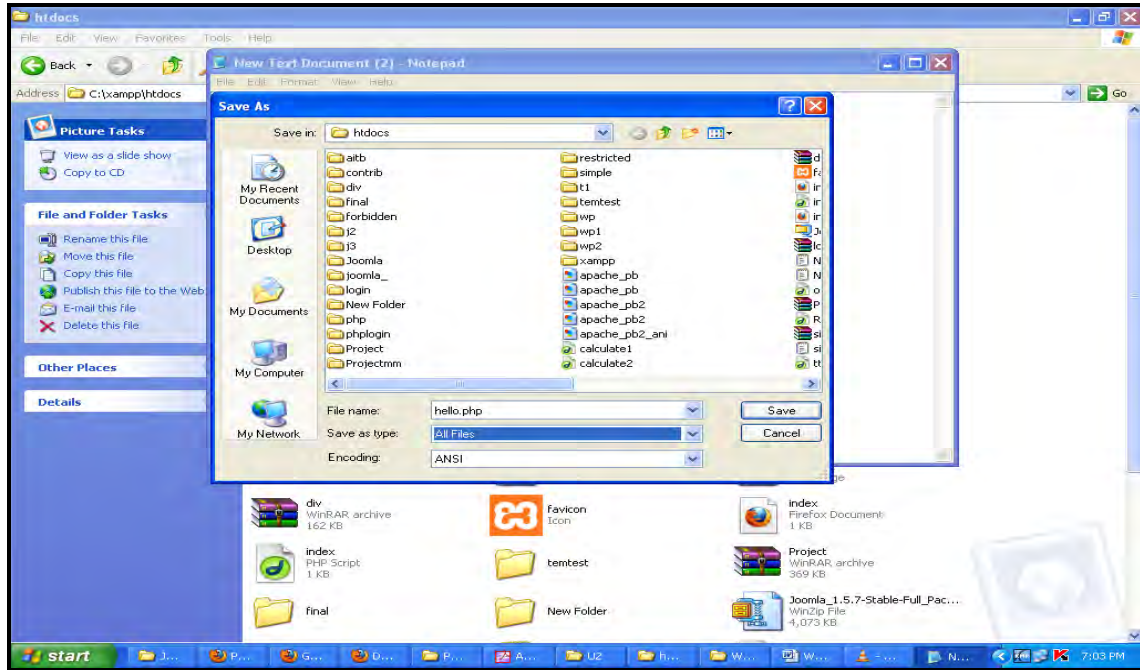 htdocs
File Edit View Favorites Tools Help
Back
Address C:\xampp\htdocs
Go
New Text Document (2) - Notepad
File Edit Format View Help
Picture Tasks
View as a slide show
Copy to CD
File and Folder Tasks
Rename this file
Move this file
Copy this file
Publish this file to the Web
E-mail this file
Delete this file
Other Places
Details
Save As
Save in: htdocs
My Recent Documents
Desktop
My Documents
My Computer
My Network
aitb
contrib
div
final
forbidden
j2
j3
Joomla
joomla_
login
New Folder
php
phplogin
Project
Projectmm
restricted
simple
t1
temtest
wp
wp1
wp2
xampp
apache_pb
apache_pb
apache_pb2
apache_pb2
apache_pb2_ani
calculate1
calculate2
d
N
N
o
P
R
si
si
tt
File name: hello.php
Save
Save as type: All Files
Cancel
Encoding: ANSI
div
WinRAR archive
162 KB
favicon
Icon
index
Firefox Document
1 KB
index
PHP Script
1 KB
temtest
Project
WinRAR archive
369 KB
final
New Folder
Joomla_1.5.7-Stable-Full_Pac...
WinZip File
4,073 KB
start
J...
P...
G...
D...
P...
A...
U2
h...
W...
W...
- ...
N...
7:03 PM